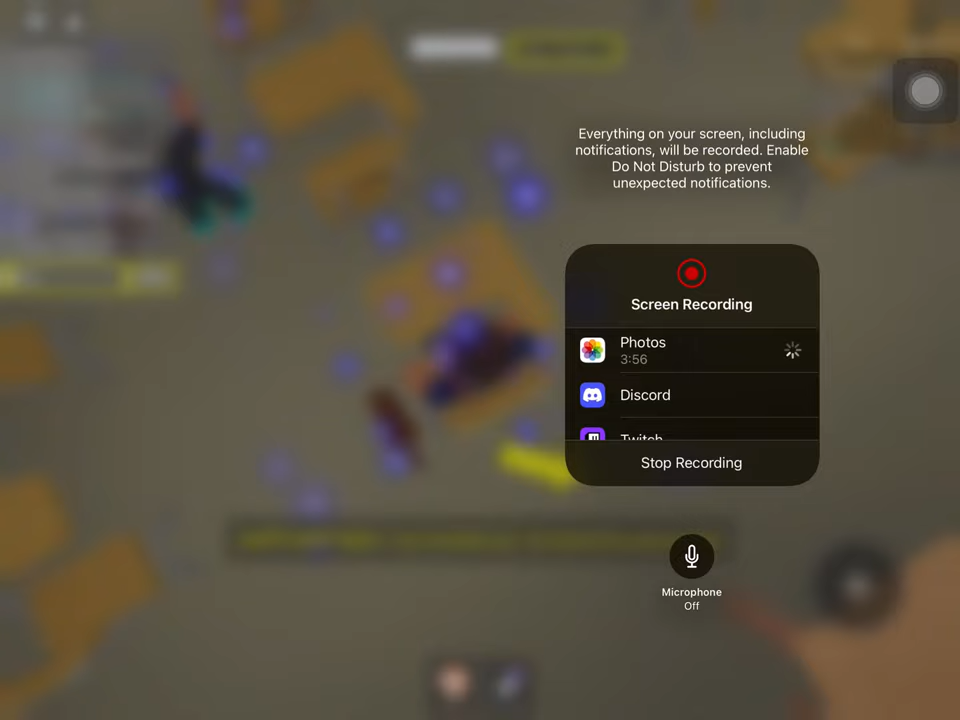 Everything on your screen, including
notifications, will be recorded. Enable
Do Not Disturb to prevent
unexpected notifications.
Screen Recording
Photos
3:56
Discord
Twitch
Stop Recording
Microphone
Off